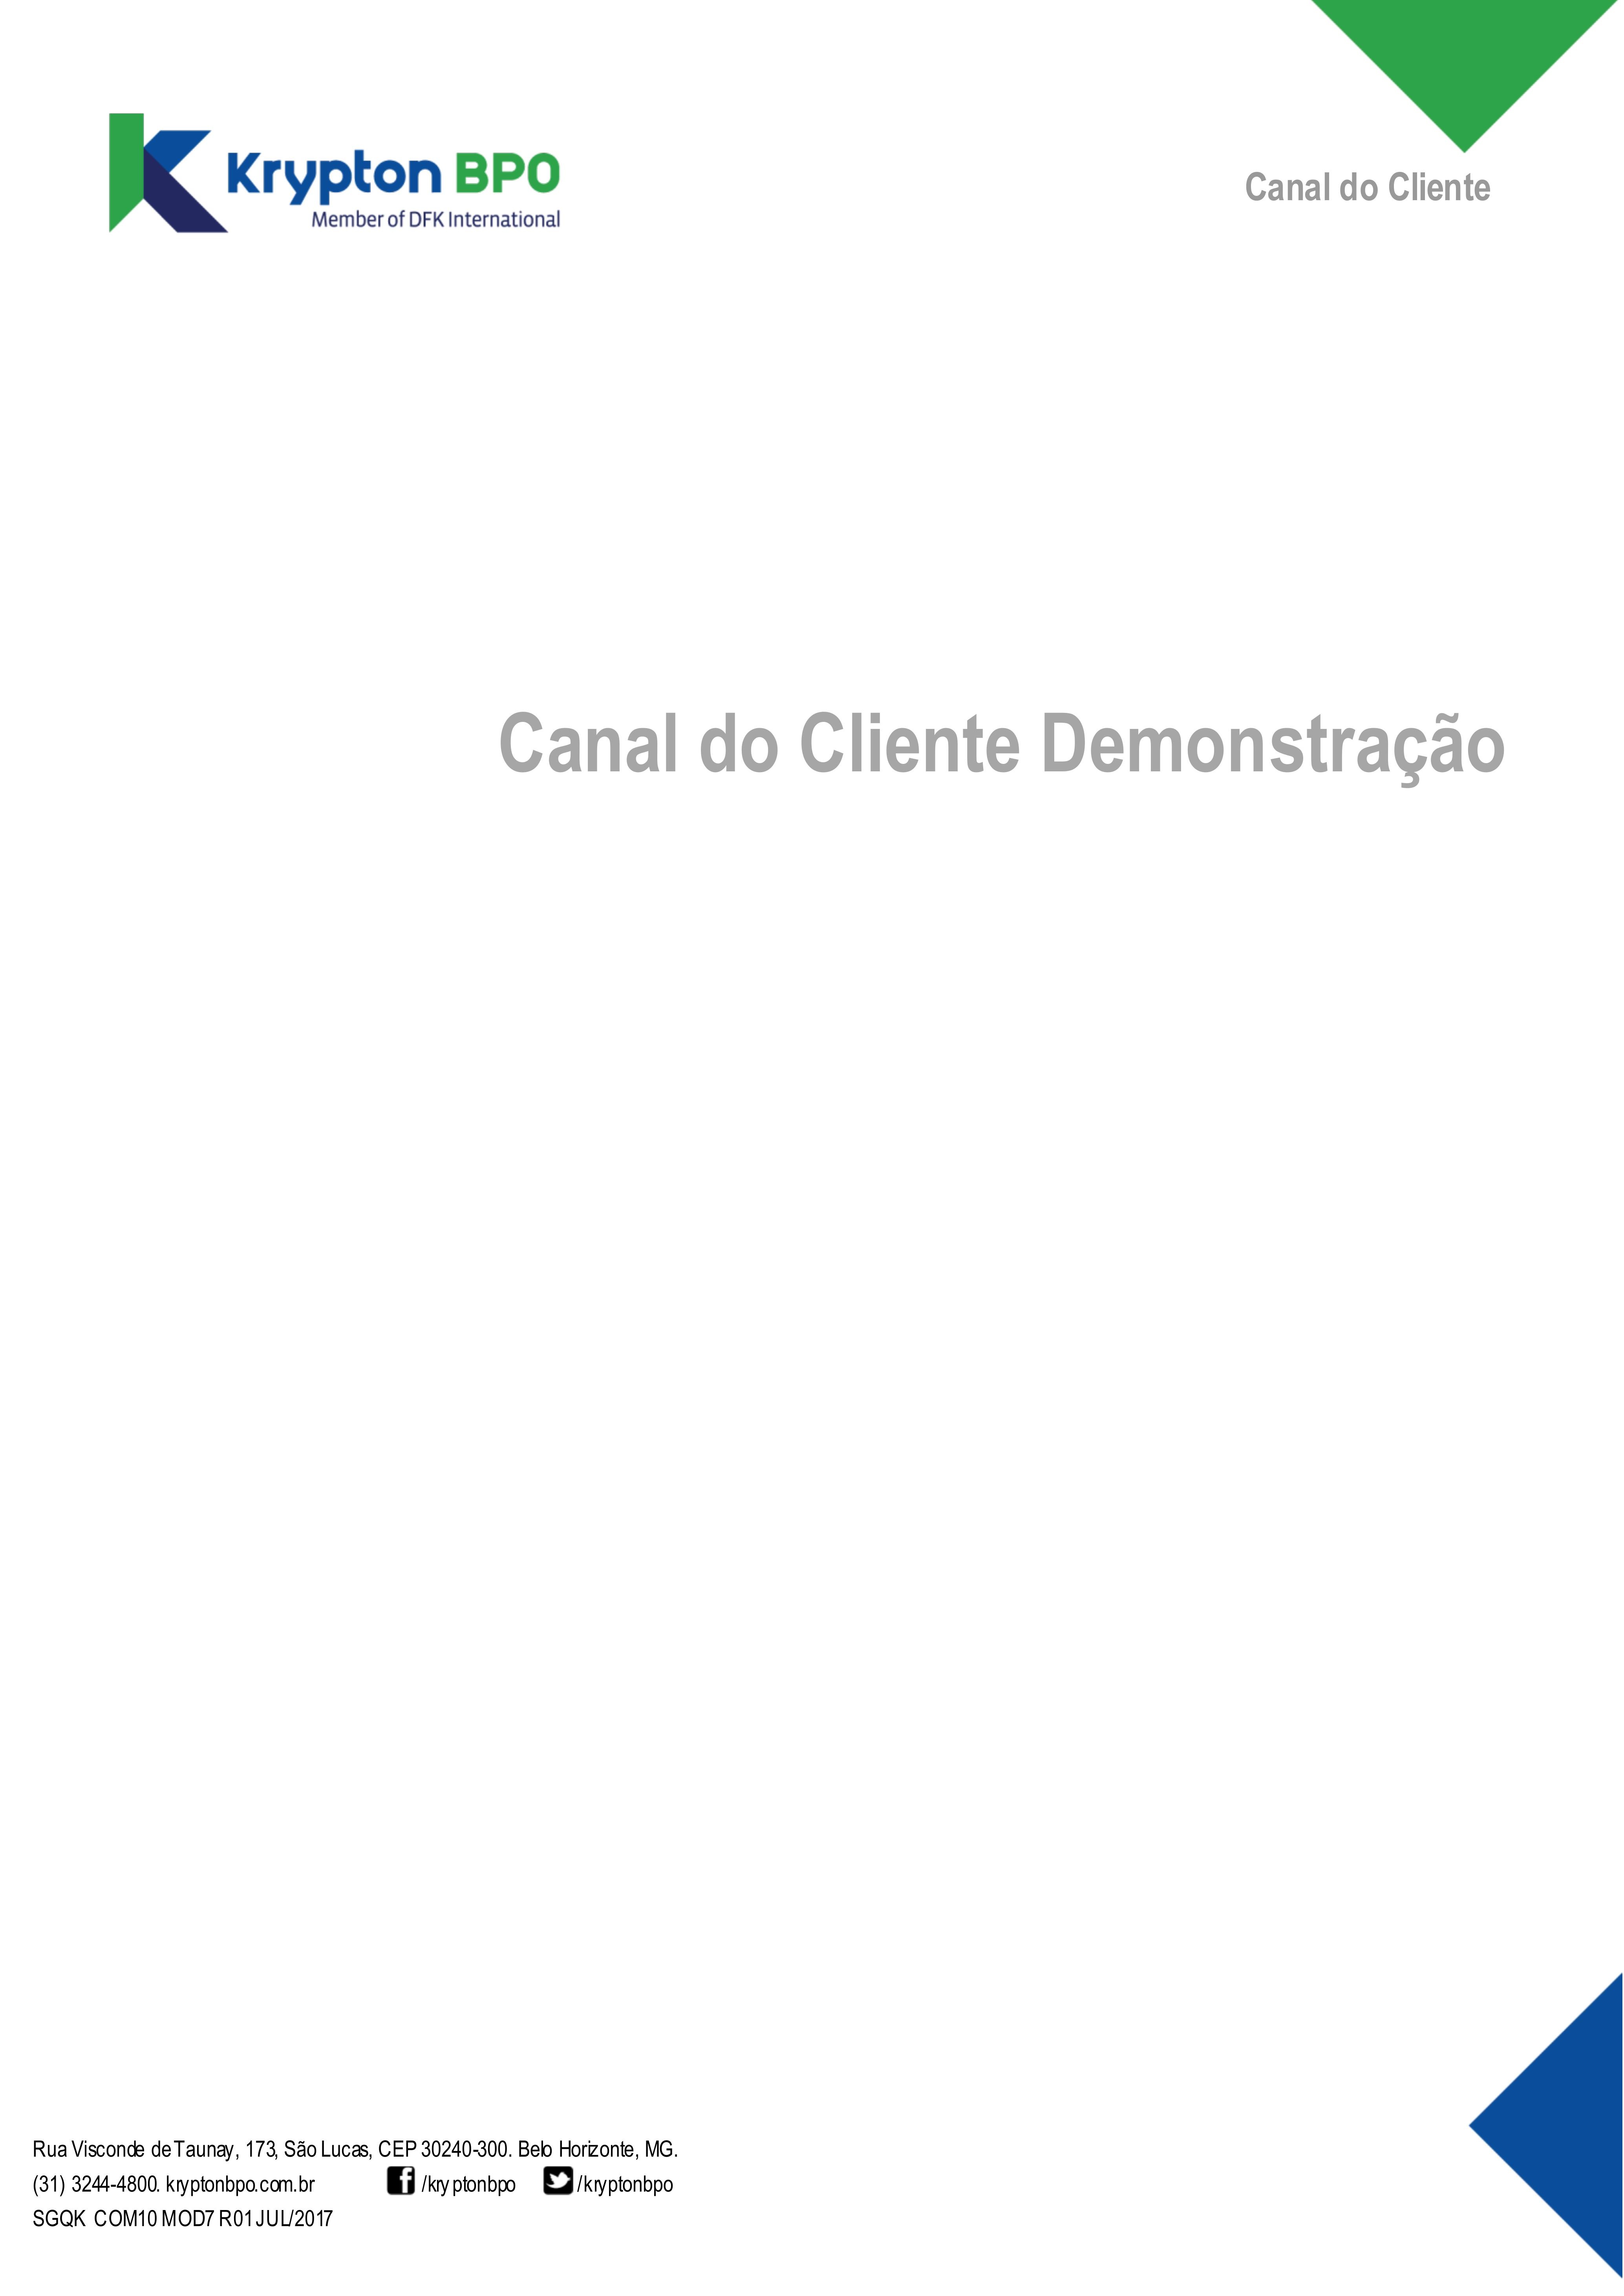 Krypton BPO
Member of DFK International
Canal do Cliente
Canal do Cliente Demonstração
Rua Visconde de Taunay, 173, São Lucas, CEP 30240-300. Belo Horizonte, MG.
(31) 3244-4800. kryptonbpo.com.br /kryptonbpo /kryptonbpo
SGQK COM10 MOD7 R01 JUL/2017